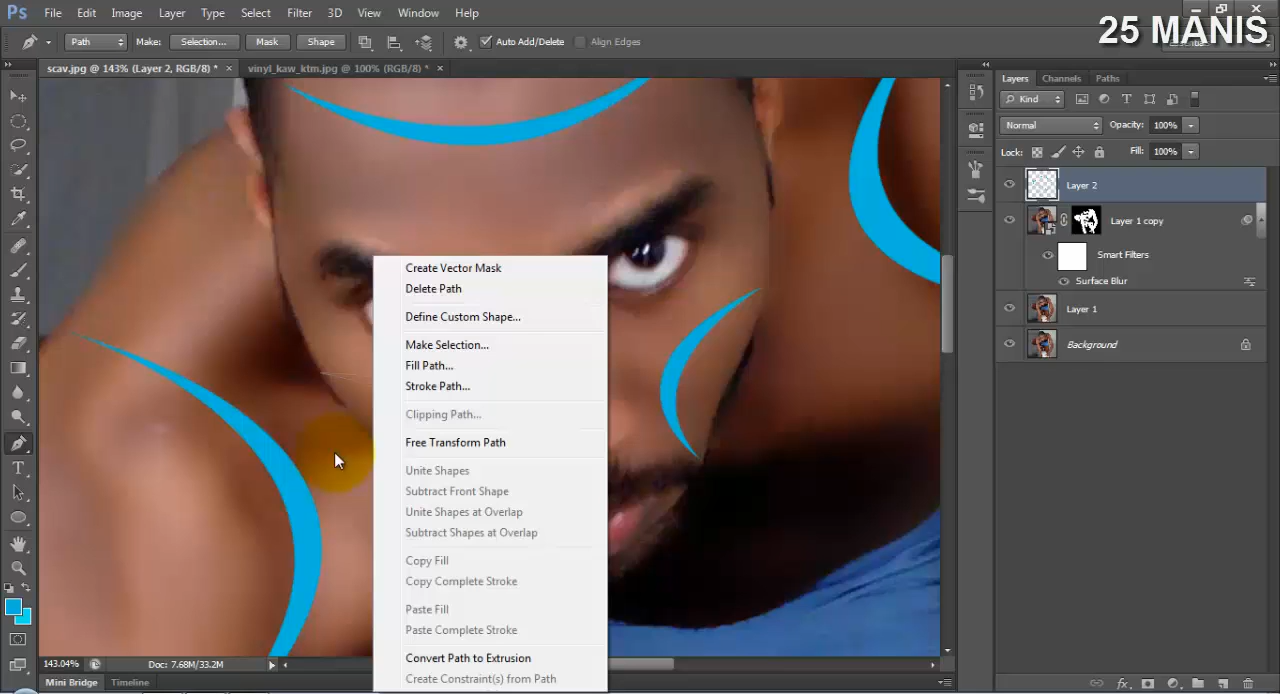 Ps File Edit Image Layer Type Select Filter 3D View Window Help
25 MANIS
Path Make: Selection... Mask Shape Auto Add/Delete Align Edges
scav.jpg @ 143% (Layer 2, RGB/8) * × vinyl_kaw_ktm.jpg @ 100% (RGB/8) * ×
Layers Channels Paths
Kind
Normal Opacity: 100%
Lock: Fill: 100%
Layer 2
Layer 1 copy
Smart Filters
Surface Blur
Layer 1
Background
Create Vector Mask
Delete Path
Define Custom Shape...
Make Selection...
Fill Path...
Stroke Path...
Clipping Path...
Free Transform Path
Unite Shapes
Subtract Front Shape
Unite Shapes at Overlap
Subtract Shapes at Overlap
Copy Fill
Copy Complete Stroke
Paste Fill
Paste Complete Stroke
Convert Path to Extrusion
Create Constraint(s) from Path
143.04% Doc: 7.68M/33.2M
Mini Bridge Timeline